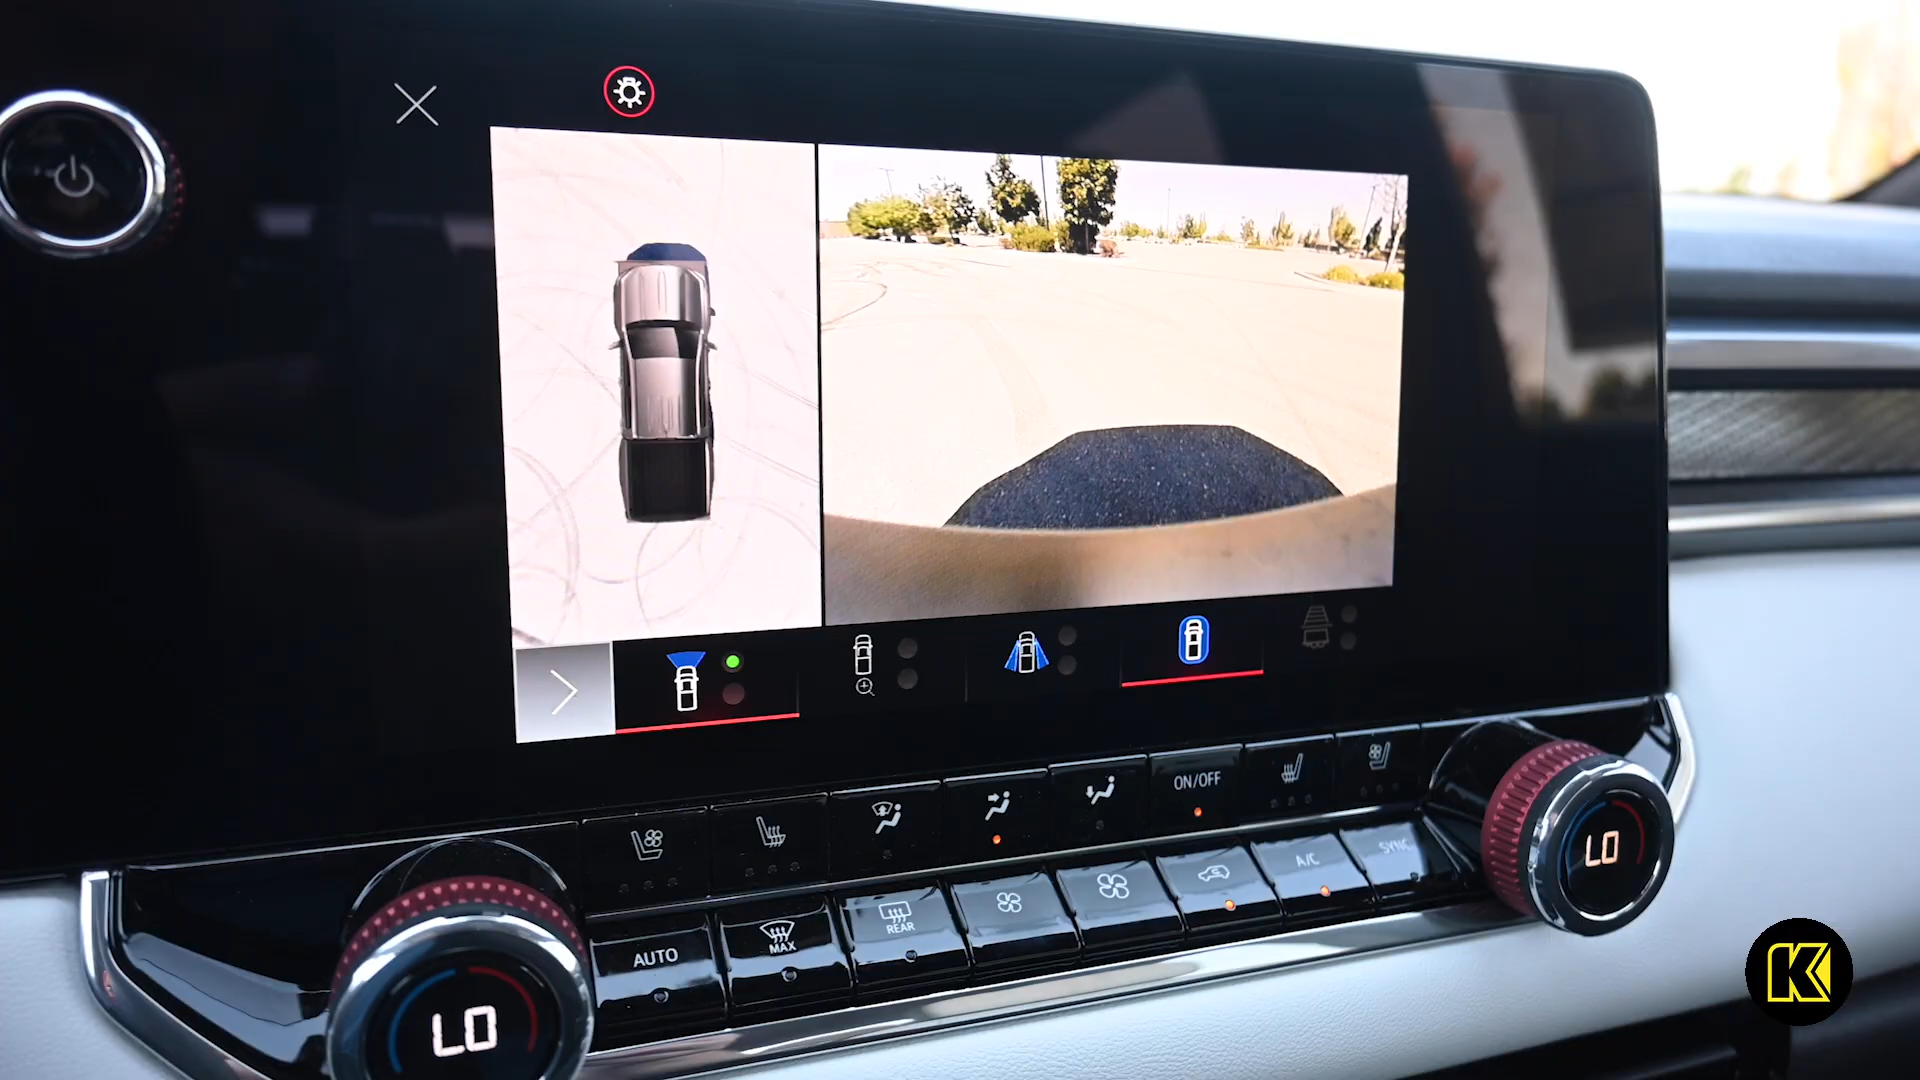 ON/OFF
LO
AUTO
MAX
REAR
A/C
SYNC
LO
K